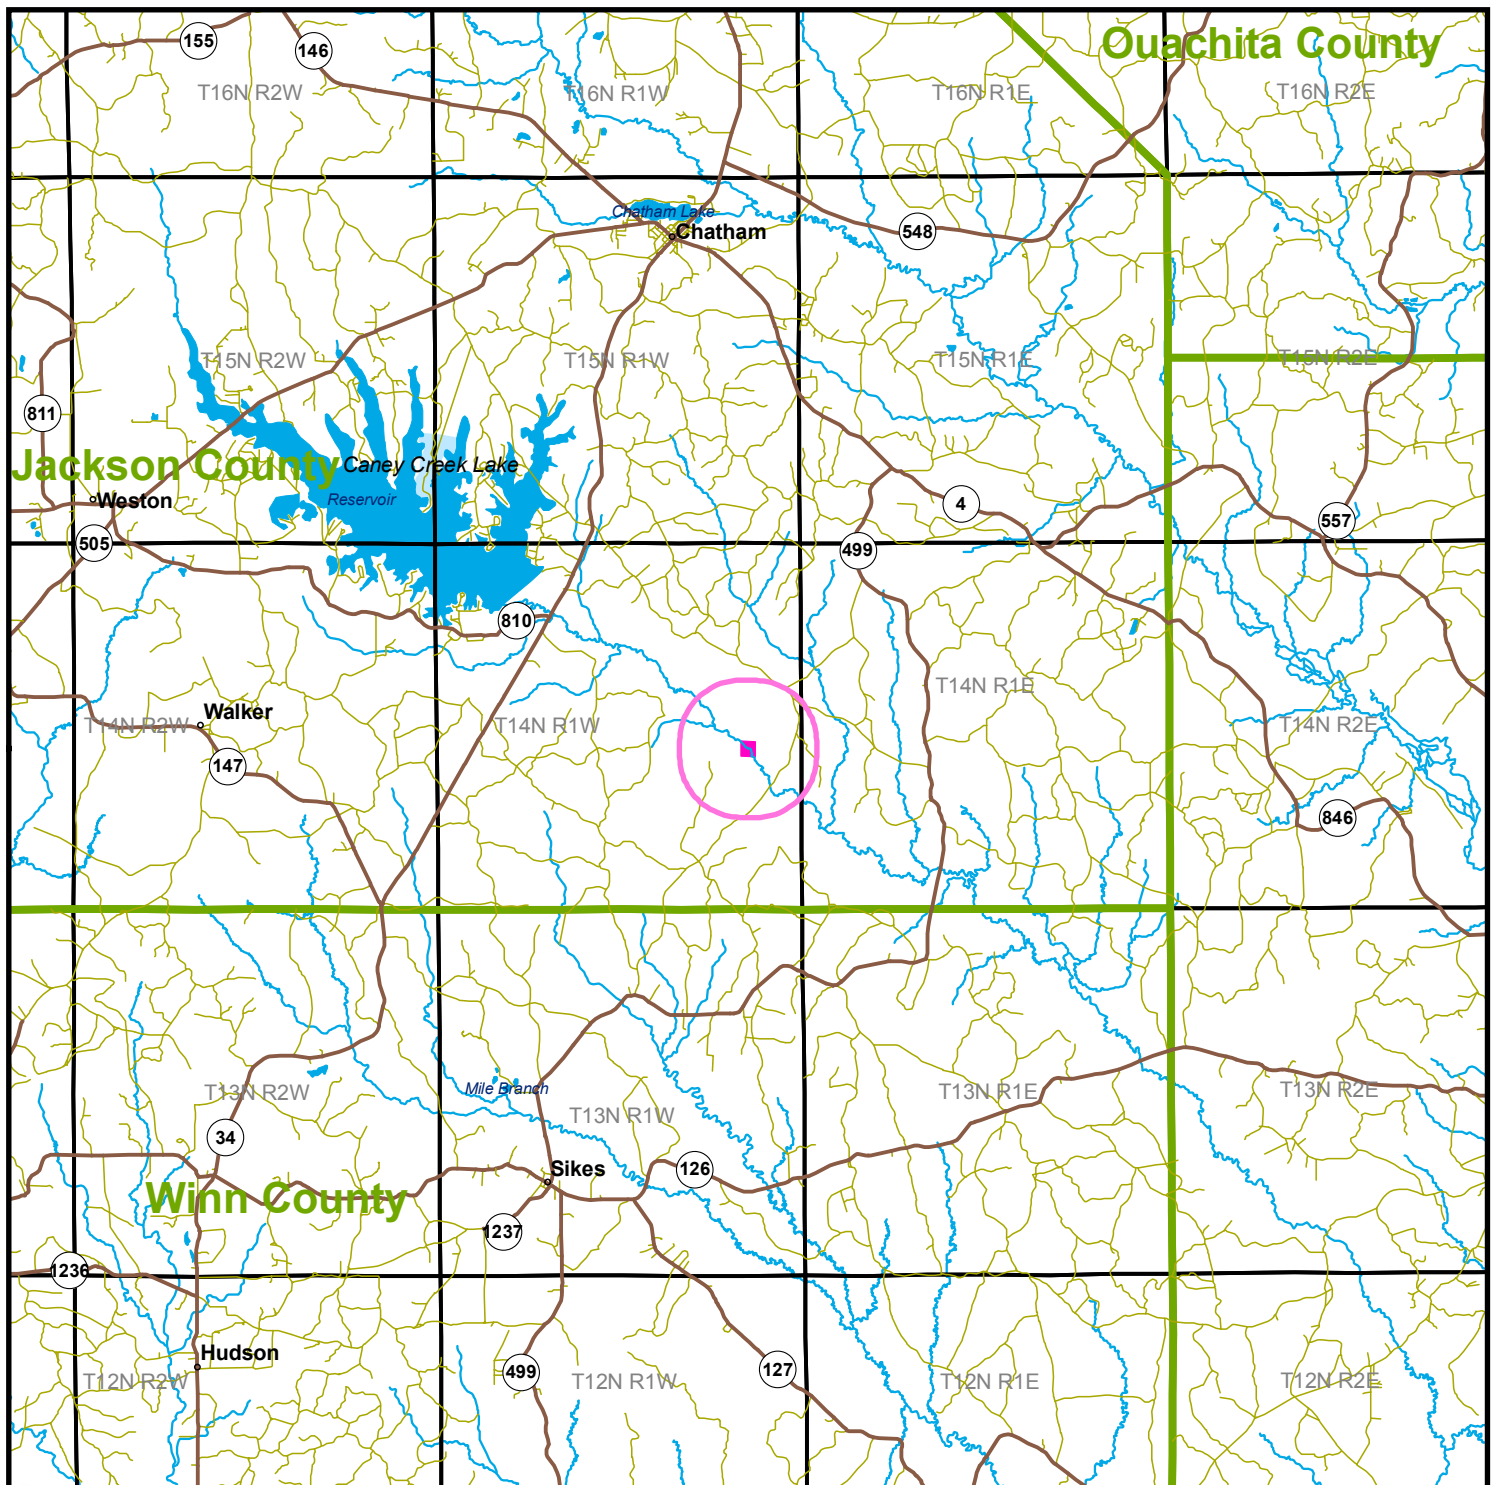 155
146
Ouachita County
T16N R2W
T16N R1W
T16N R1E
T16N R2E
Chatham Lake
Chatham
548
T15N R2W
T15N R1W
T15N R1E
T15N R2E
811
Jackson County
Caney Creek Lake
Reservoir
Weston
4
557
505
499
810
T14N R1E
Walker
T14N R2W
T14N R1W
T14N R2E
147
846
Mile Branch
T13N R2W
T13N R1W
T13N R1E
T13N R2E
34
Sikes
126
Winn County
1237
1236
Hudson
499
127
T12N R2W
T12N R1W
T12N R1E
T12N R2E